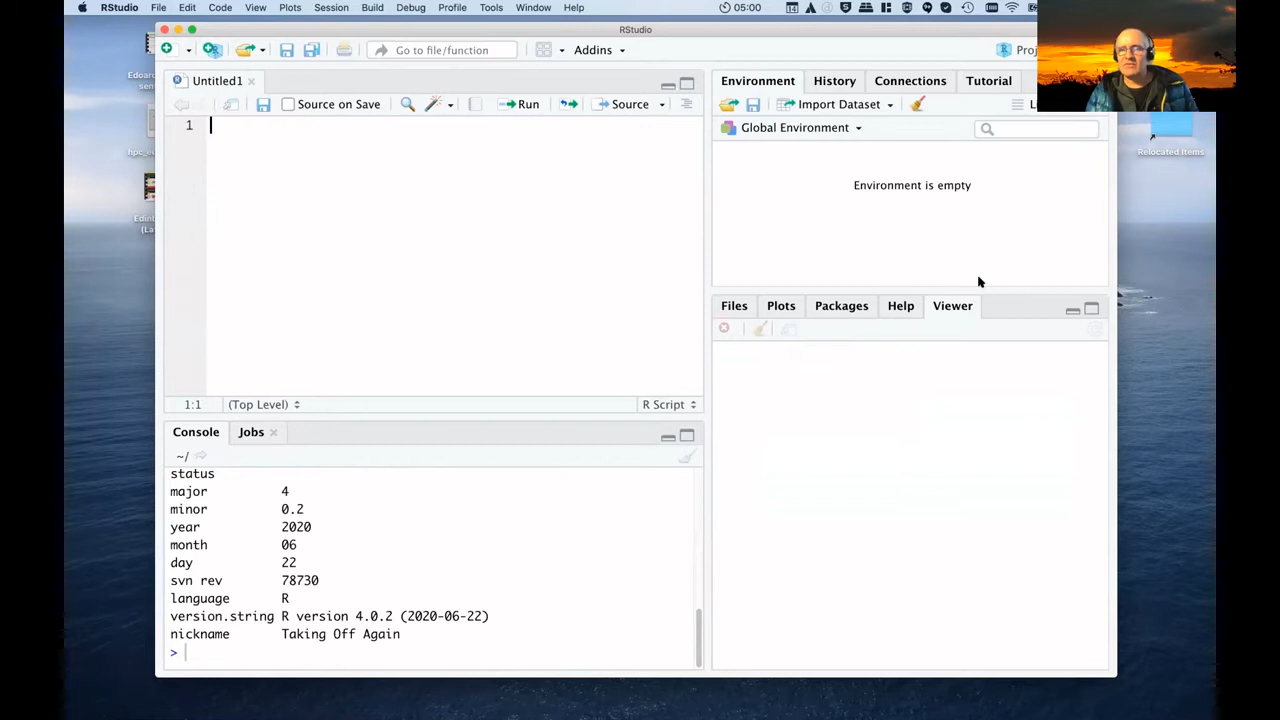 RStudio File Edit Code View Plots Session Build Debug Profile Tools Window Help 05:00
RStudio
Go to file/function Addins
Untitled1
Source on Save Run Source
1
1:1 (Top Level) R Script
Console Jobs
~/
status
major 4
minor 0.2
year 2020
month 06
day 22
svn rev 78730
language R
version.string R version 4.0.2 (2020-06-22)
nickname Taking Off Again
>
Environment History Connections Tutorial
Import Dataset
Global Environment
Environment is empty
Files Plots Packages Help Viewer
Relocated Items